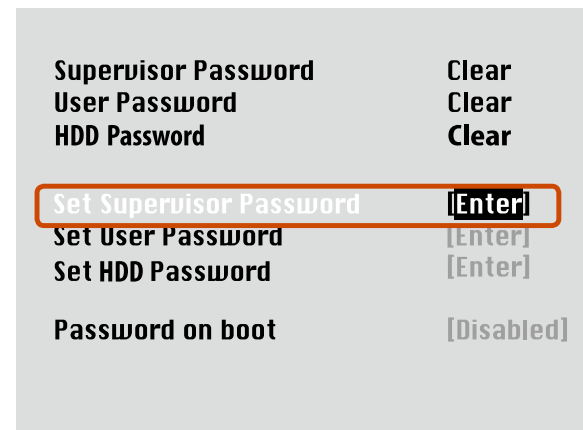 Supervisor Password Clear
User Password Clear
HDD Password Clear
Set Supervisor Password [Enter]
Set User Password [Enter]
Set HDD Password [Enter]
Password on boot [Disabled]